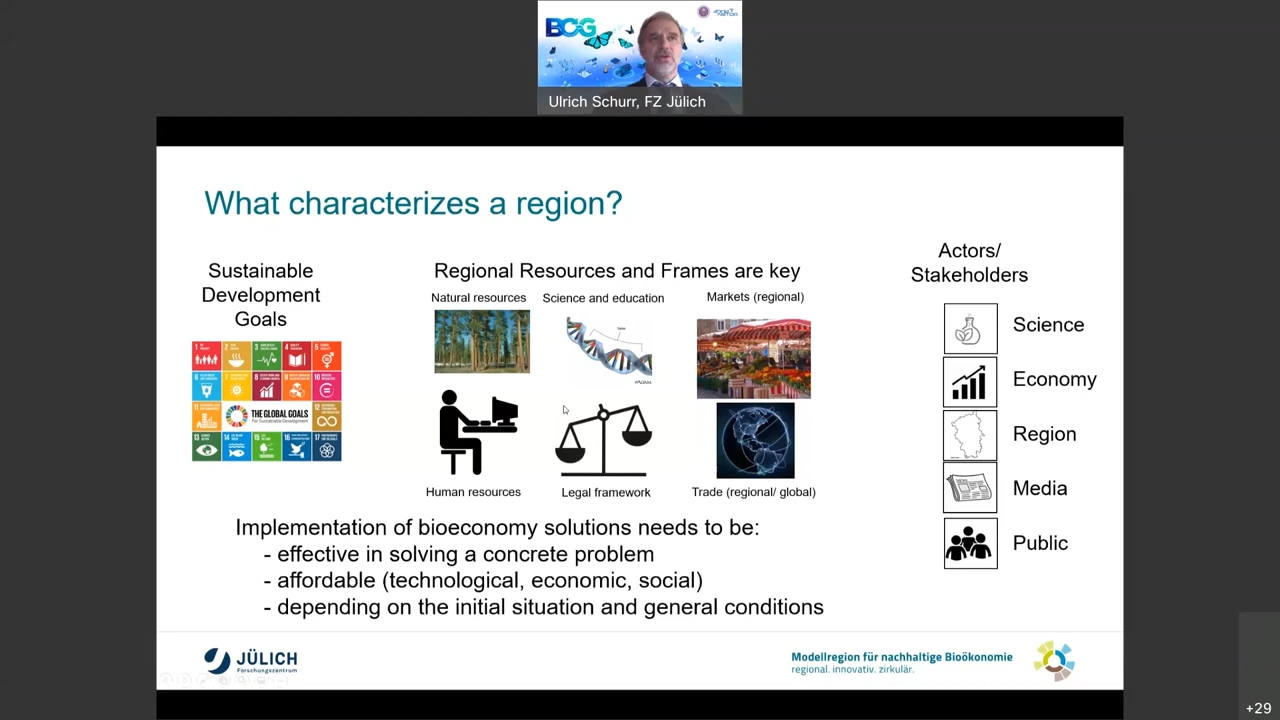 BCG
Ulrich Schurr, FZ Jülich
What characterizes a region?
Sustainable
Development
Goals
THE GLOBAL GOALS
For Sustainable Development
Regional Resources and Frames are key
Natural resources
Science and education
Markets (regional)
Human resources
Legal framework
Trade (regional/ global)
Actors/
Stakeholders
Science
Economy
Region
Media
Public
Implementation of bioeconomy solutions needs to be:
- effective in solving a concrete problem
- affordable (technological, economic, social)
- depending on the initial situation and general conditions
JÜLICH
Forschungszentrum
Modellregion für nachhaltige Bioökonomie
regional. innovativ. zirkulär.
+29